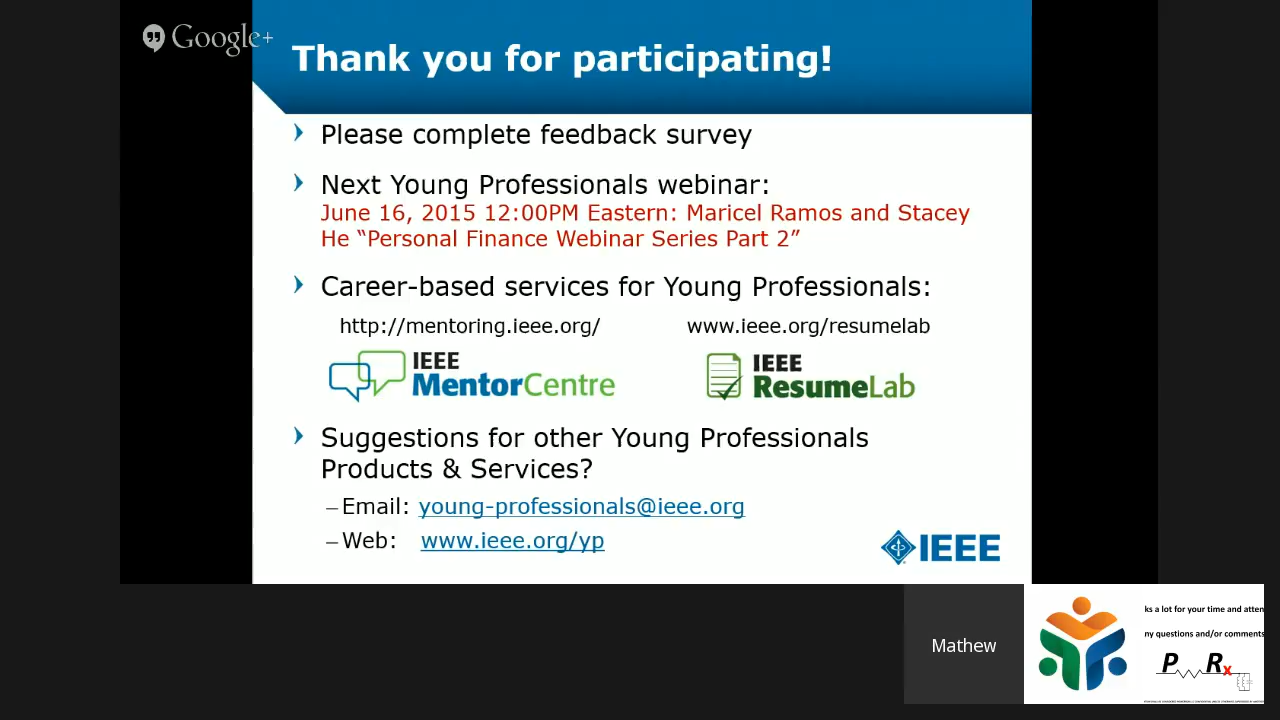 Google+
Thank you for participating!
Please complete feedback survey
Next Young Professionals webinar:
June 16, 2015 12:00PM Eastern: Maricel Ramos and Stacey
He “Personal Finance Webinar Series Part 2”
Career-based services for Young Professionals:
http://mentoring.ieee.org/ www.ieee.org/resumelab
IEEE
MentorCentre
IEEE
ResumeLab
Suggestions for other Young Professionals
Products & Services?
– Email: young-professionals@ieee.org
– Web: www.ieee.org/yp
IEEE
Mathew
ks a lot for your time and atten
ny questions and/or comments
P Rx